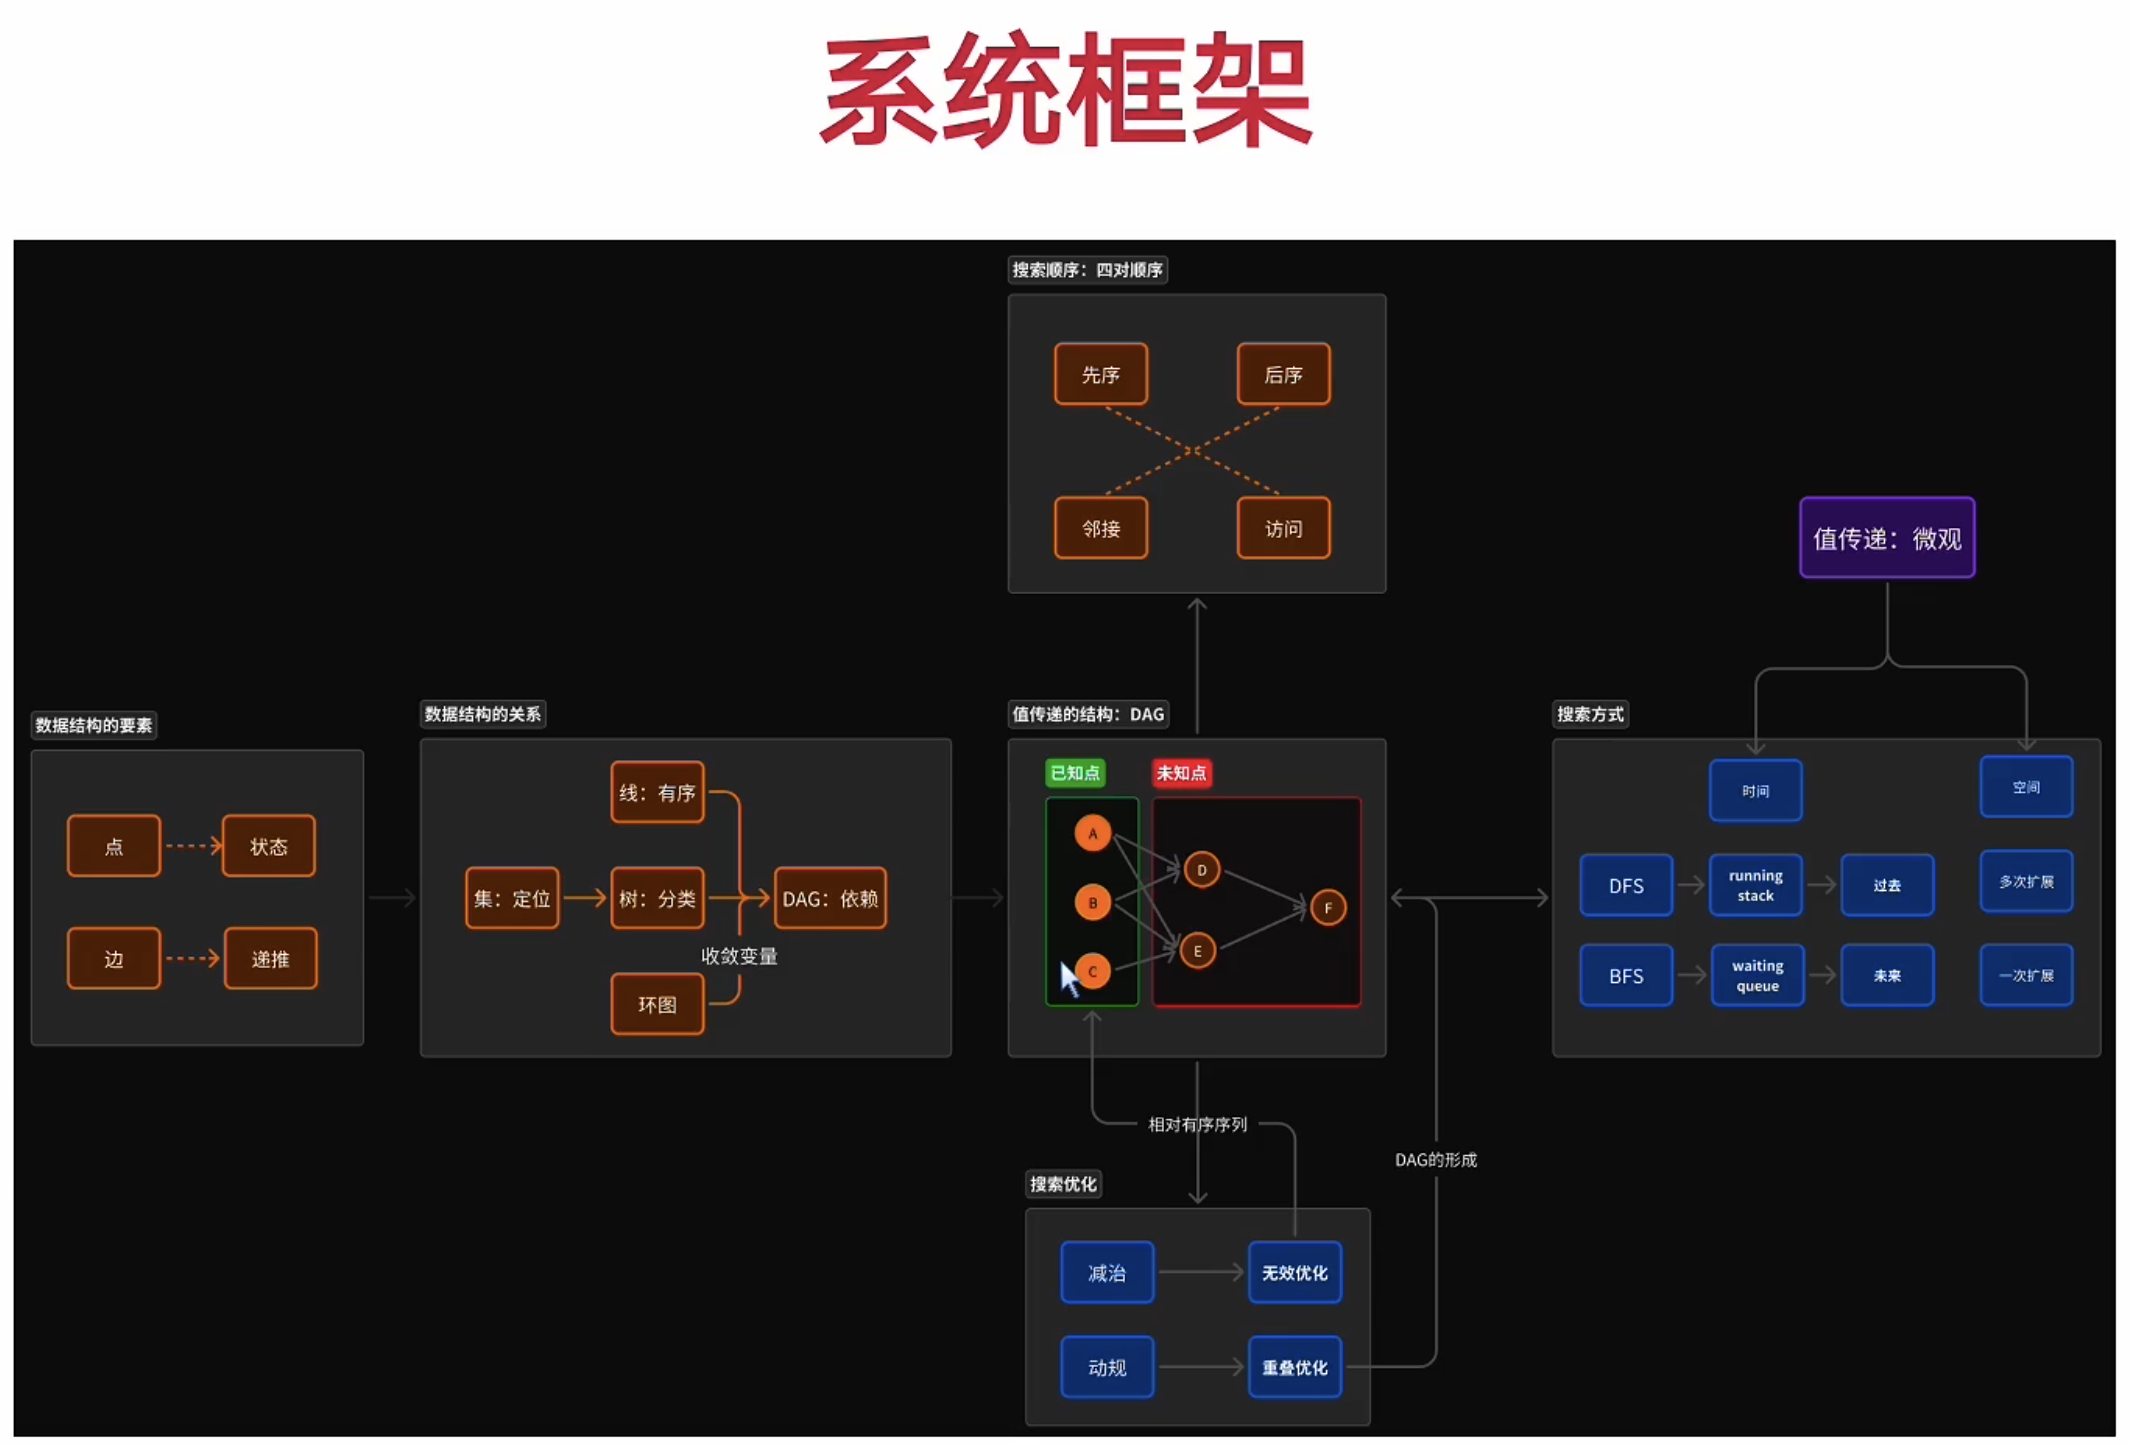 系统框架
搜索顺序：四对顺序
先序
后序
邻接
访问
值传递：微观
数据结构的要素
点
状态
边
递推
数据结构的关系
线：有序
集：定位
树：分类
DAG：依赖
收敛变量
环图
值传递的结构：DAG
已知点
未知点
A
B
C
D
E
F
搜索方式
时间
空间
DFS
running
stack
过去
多次扩展
BFS
waiting
queue
未来
一次扩展
相对有序序列
DAG的形成
搜索优化
减治
无效优化
动规
重叠优化